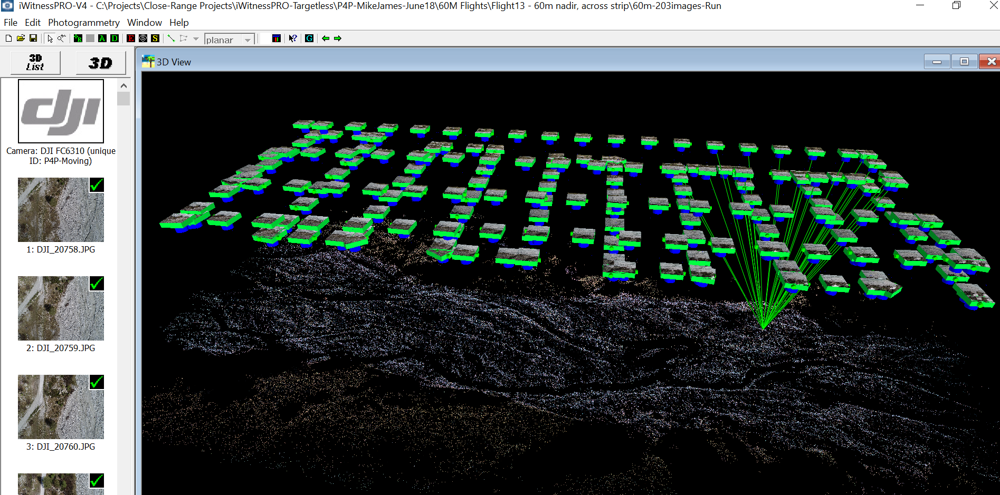 iWitnessPRO-V4 - C:\Projects\Close-Range Projects\iWitnessPRO-Targetless\P4P-MikeJames-June18\60M Flights\Flight13 - 60m nadir, across strip\60m-203images-Run
File Edit Photogrammetry Window Help
R A D E S S planar ? G
3D
List
3D
3D View
dji
Camera: DJI FC6310 (unique
ID: P4P-Moving)
1: DJI_20758.JPG
2: DJI_20759.JPG
3: DJI_20760.JPG